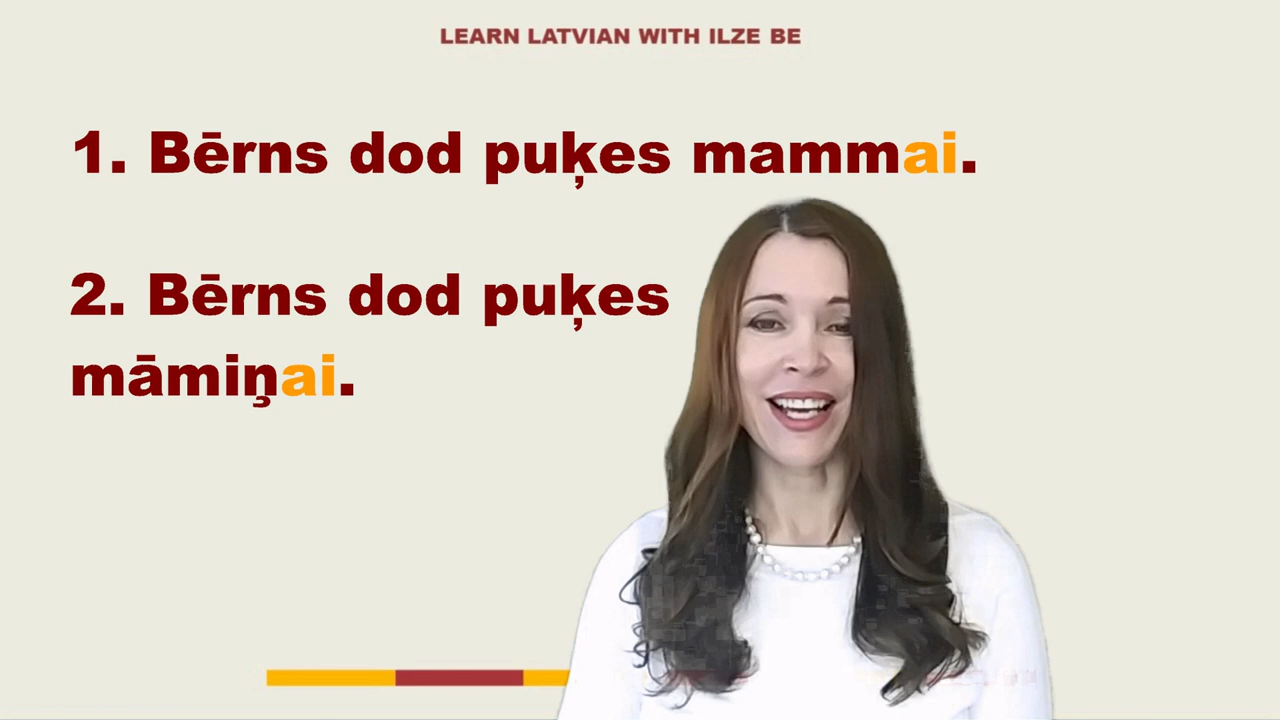 LEARN LATVIAN WITH ILZE BE
1. Bērns dod puķes mammai.
2. Bērns dod puķes
māmiņai.